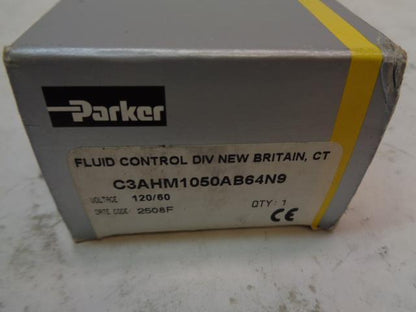 Parker
FLUID CONTROL DIV NEW BRITAIN, CT
C3AHM1050AB64N9
VOLTAGE 120/60
DATE CODE: 2508F QTY: 1
CE